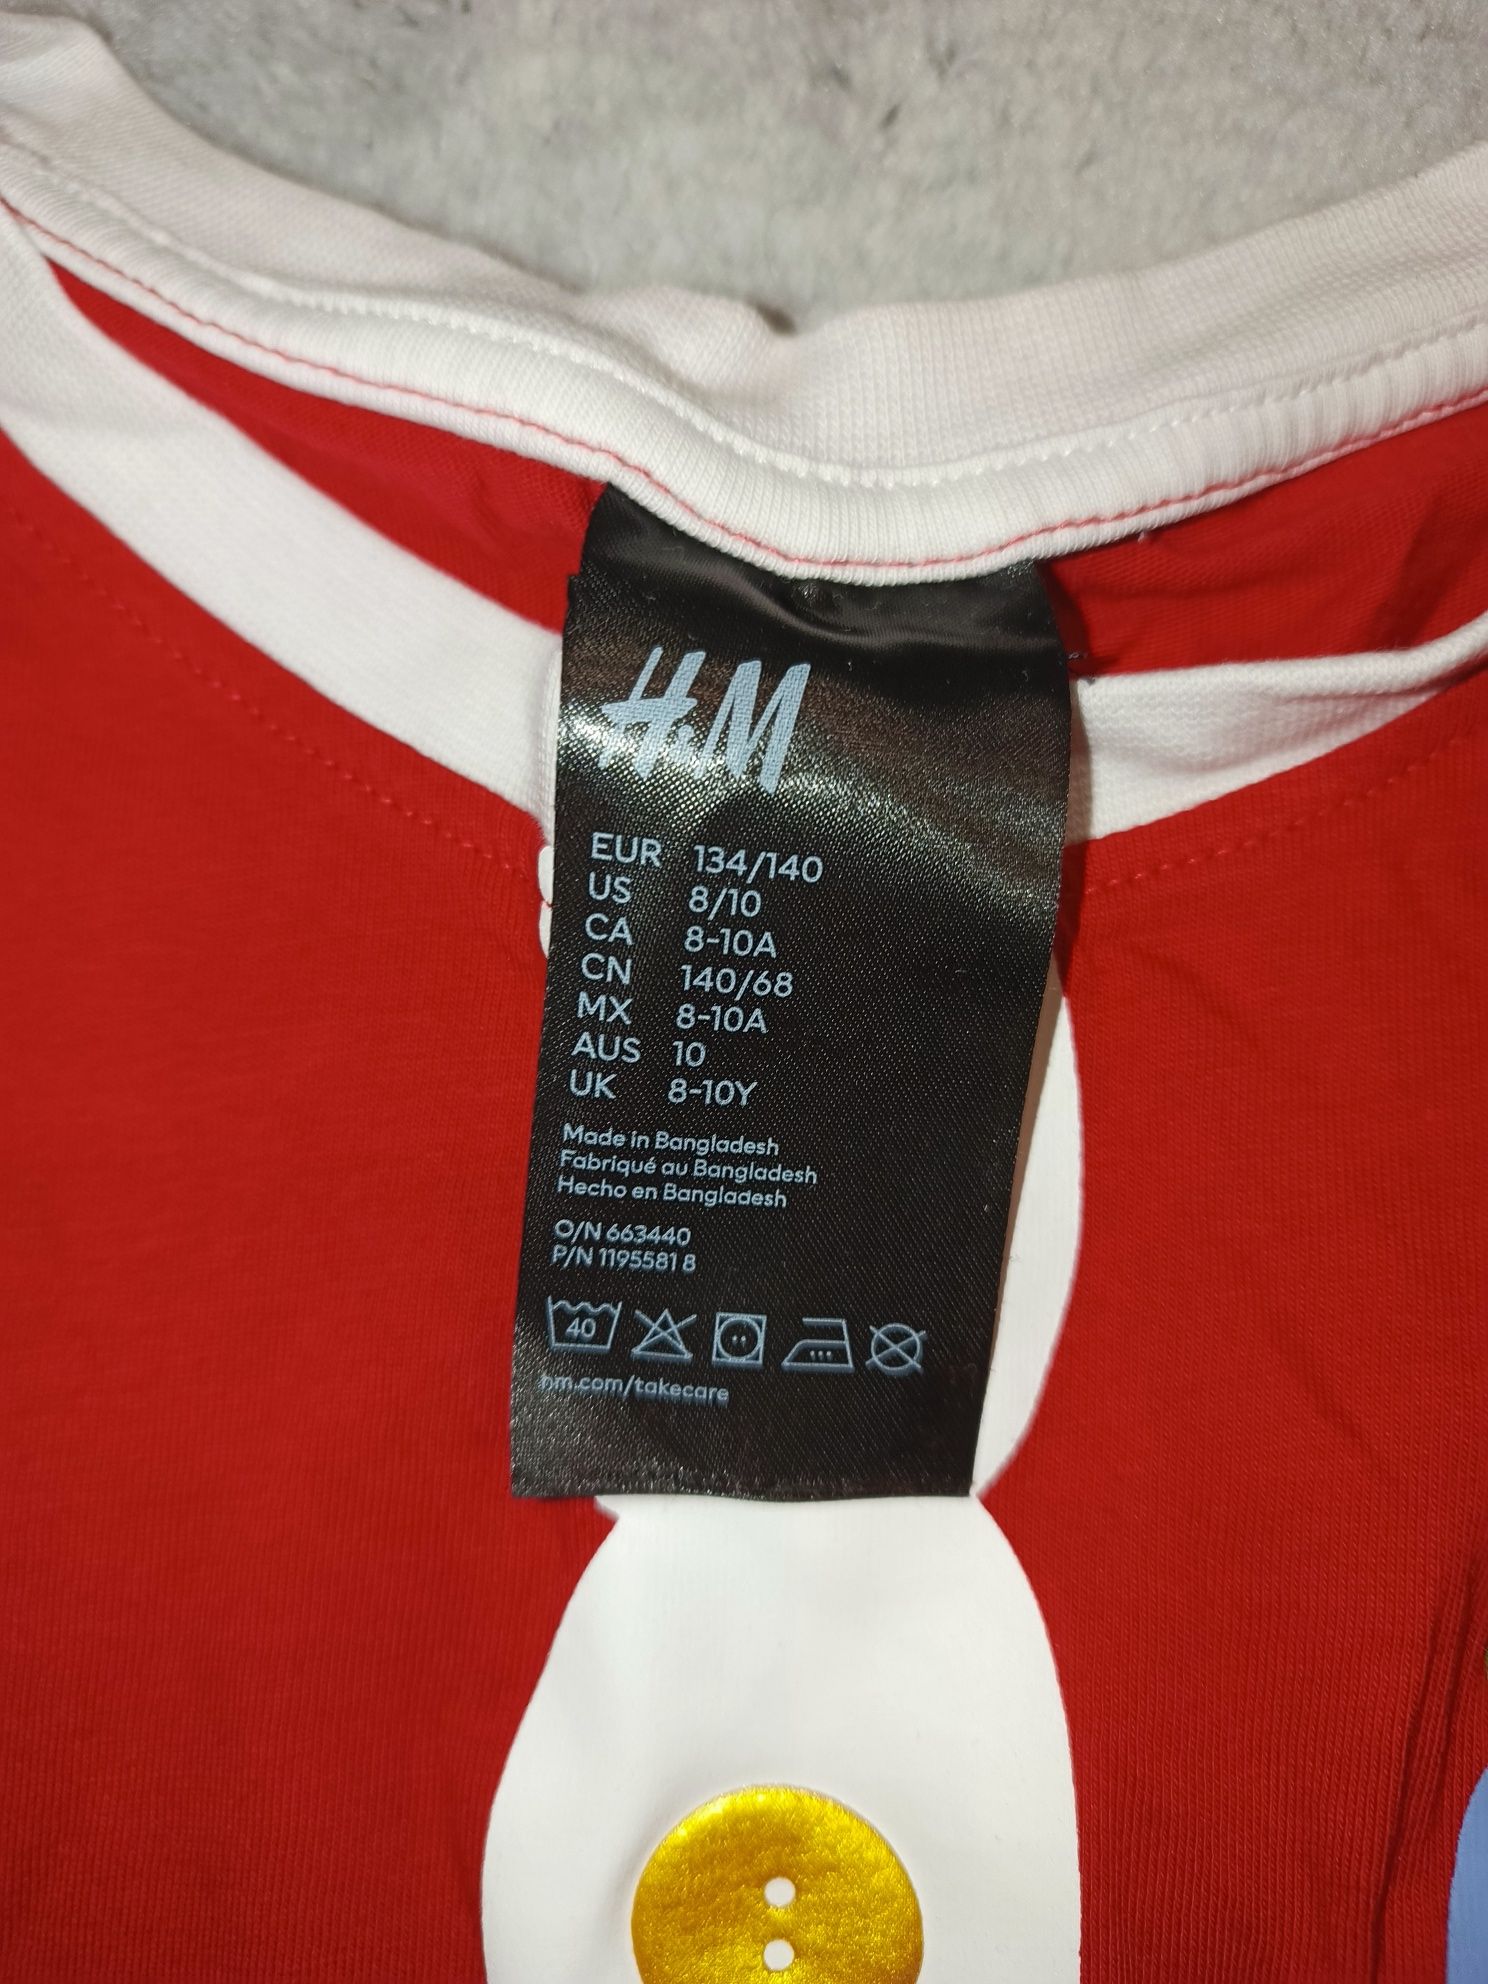 H&M
EUR 134/140
US 8/10
CA 8-10A
CN 140/68
MX 8-10A
AUS 10
UK 8-10Y
Made in Bangladesh
Fabriqué au Bangladesh
Hecho en Bangladesh
O/N 663440
P/N 1195581 8
40
hm.com/takecare